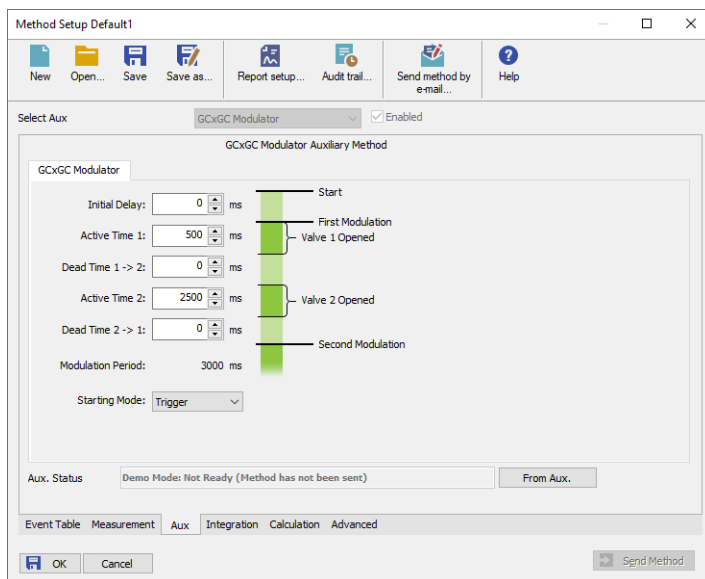 Method Setup Default1
New Open... Save Save as... Report setup... Audit trail... Send method by e-mail... Help
Select Aux GCxGC Modulator Enabled
GCxGC Modulator Auxiliary Method
GCxGC Modulator
Start
Initial Delay: 0 ms
First Modulation
Active Time 1: 500 ms Valve 1 Opened
Dead Time 1 -> 2: 0 ms
Active Time 2: 2500 ms Valve 2 Opened
Dead Time 2 -> 1: 0 ms
Second Modulation
Modulation Period: 3000 ms
Starting Mode: Trigger
Aux. Status Demo Mode: Not Ready (Method has not been sent) From Aux.
Event Table Measurement Aux Integration Calculation Advanced
OK Cancel Send Method